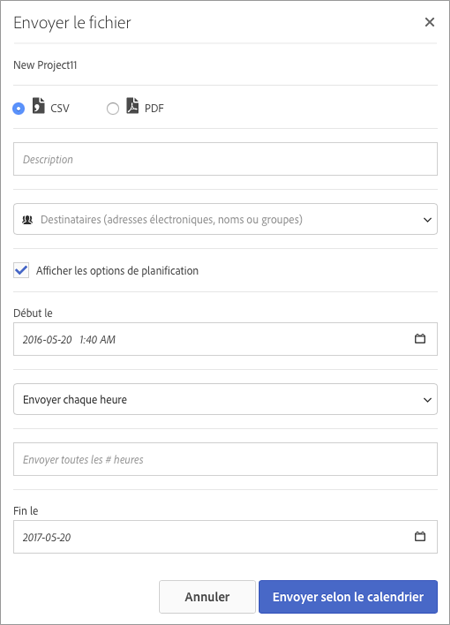 Envoyer le fichier
New Project11
CSV PDF
Description
Destinataires (adresses électroniques, noms ou groupes)
Afficher les options de planification
Début le
2016-05-20 1:40 AM
Envoyer chaque heure
Envoyer toutes les # heures
Fin le
2017-05-20
Annuler Envoyer selon le calendrier